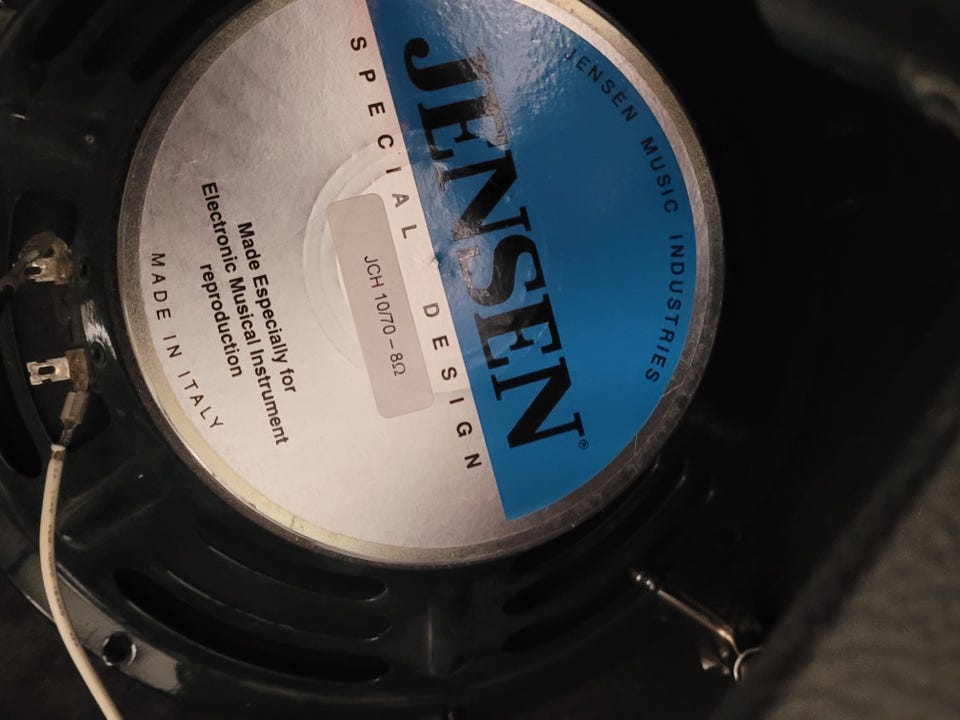 JENSEN MUSIC INDUSTRIES
JENSEN®
SPECIAL DESIGN
JCH 10/70 – 8Ω
Made Especially for
Electronic Musical Instrument
reproduction
MADE IN ITALY